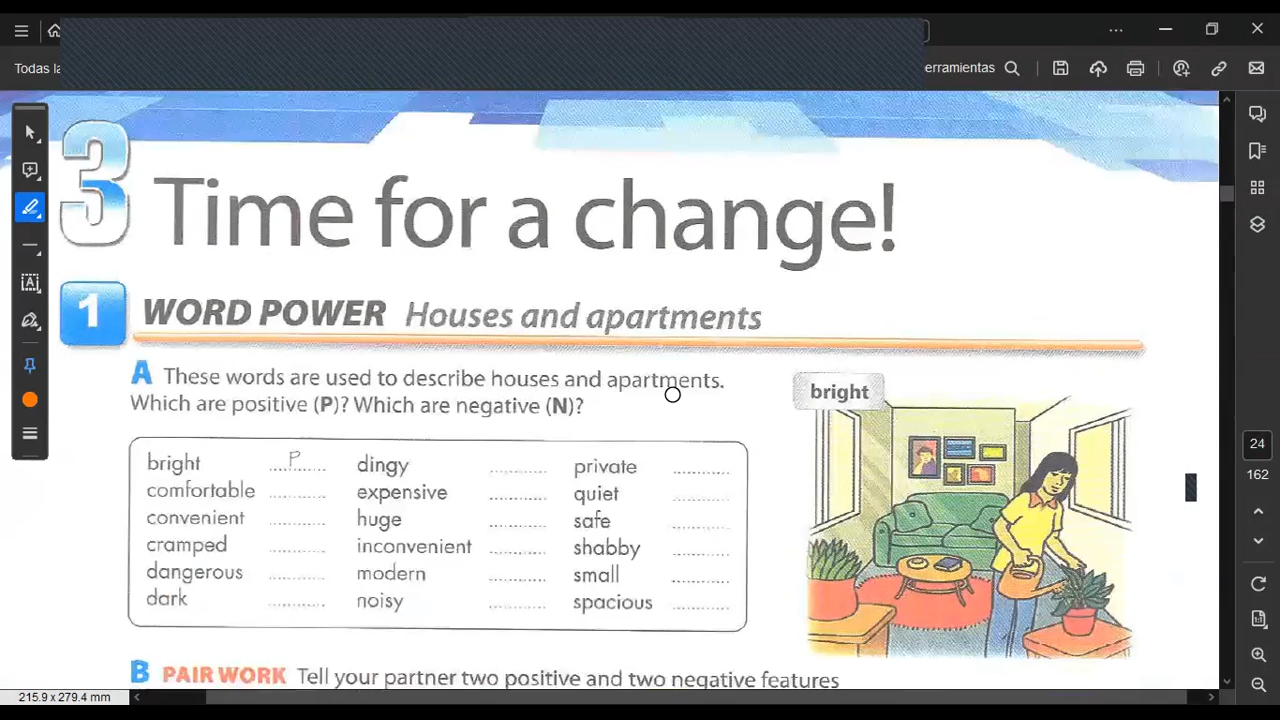 Todas la
erramientas
3
Time for a change!
1 WORD POWER Houses and apartments
A These words are used to describe houses and apartments.
Which are positive (P)? Which are negative (N)?
bright P dingy private
comfortable expensive quiet
convenient huge safe
cramped inconvenient shabby
dangerous modern small
dark noisy spacious
bright
B PAIR WORK Tell your partner two positive and two negative features
24
162
215.9 x 279.4 mm